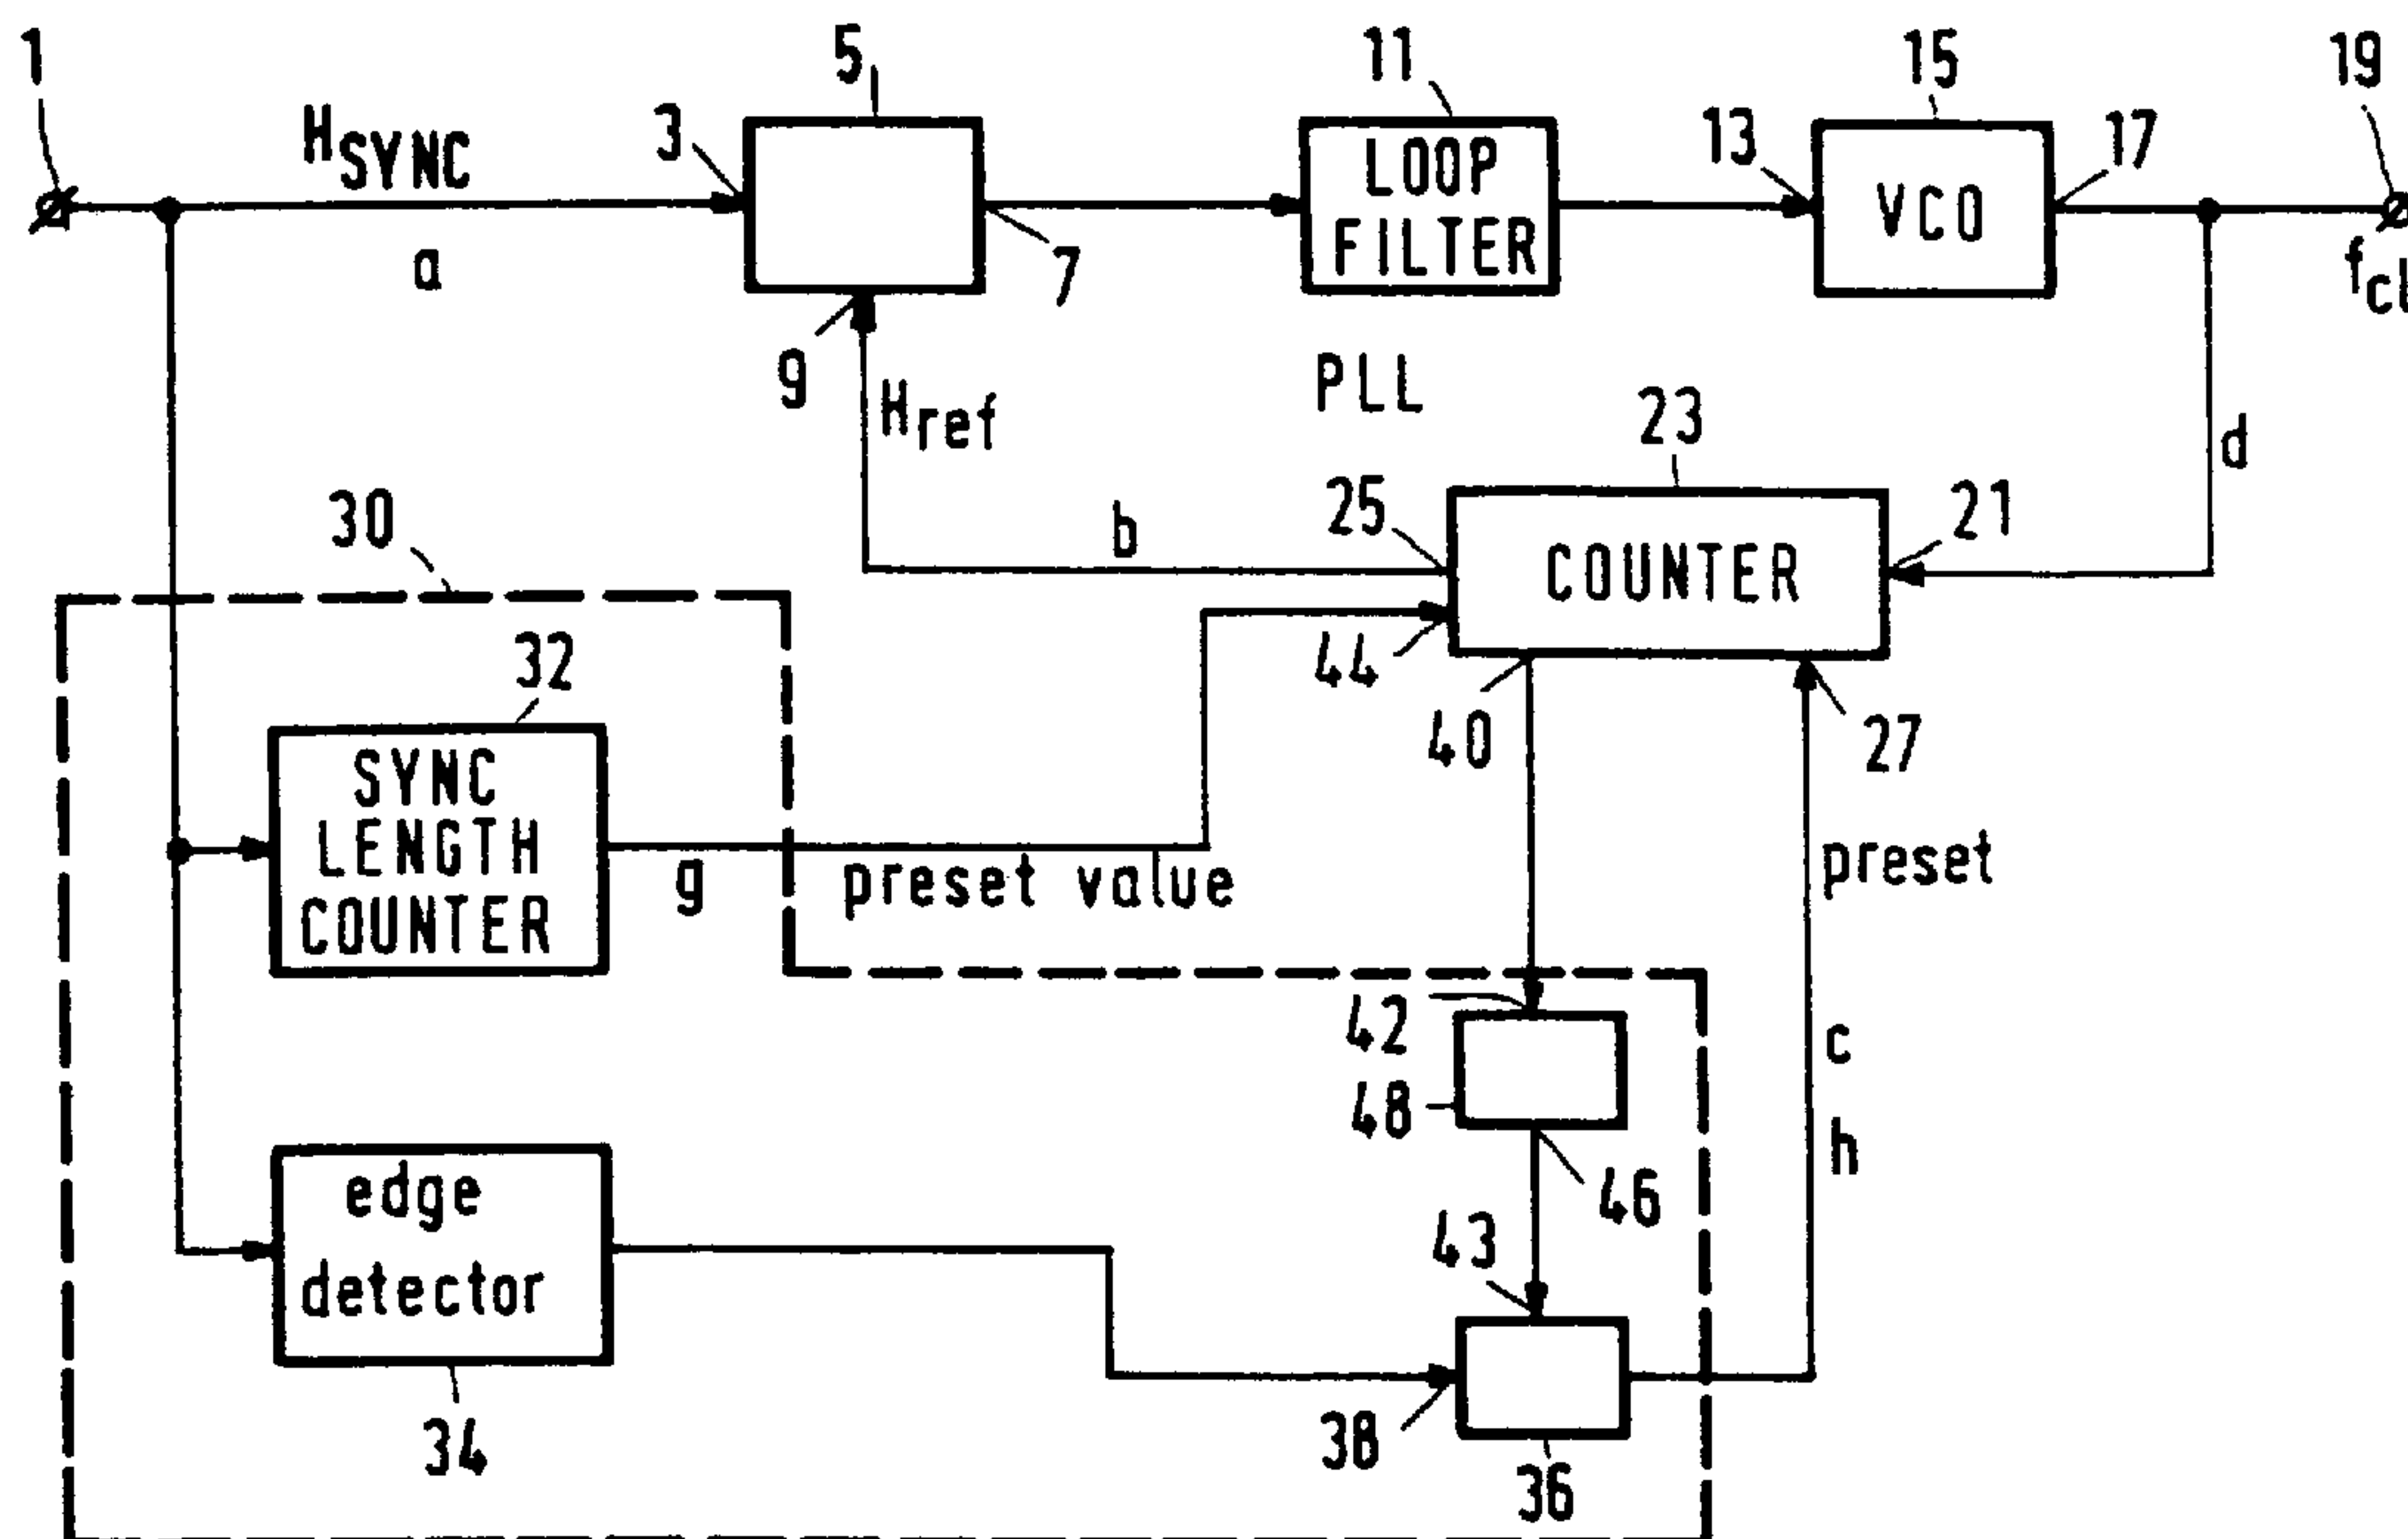 1
5
11
15
19
HSYNC
3
13
17
LOOP
FILTER
VCO
a
7
9
Href
PLL
23
d
b
25
21
COUNTER
30
44
32
40
27
SYNC
LENGTH
COUNTER
g
preset value
preset
42
c
48
h
46
edge
detector
43
34
38
36